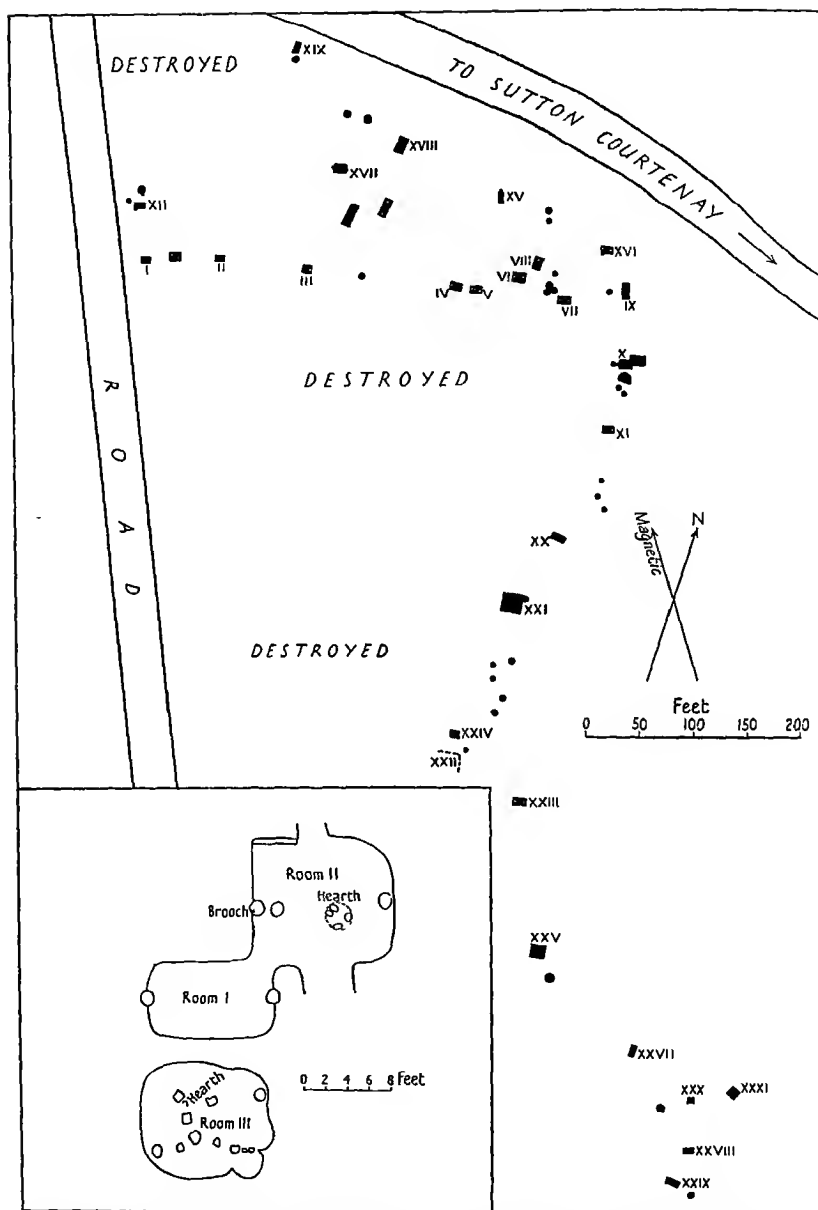 DESTROYED
XIX
TO SUTTON COURTENAY
XVIII
XVII
XII
XV
I
II
III
IV
V
VI
VIII
VII
XVI
IX
X
DESTROYED
XI
ROAD
XX
Magnetic
N
XXI
DESTROYED
Feet
0 50 100 150 200
XXIV
XXII
XXIII
XXV
XXVII
XXX
XXXI
XXVIII
XXIX
Room II
Hearth
Brooch
Room I
0 2 4 6 8 Feet
?Hearth
Room III